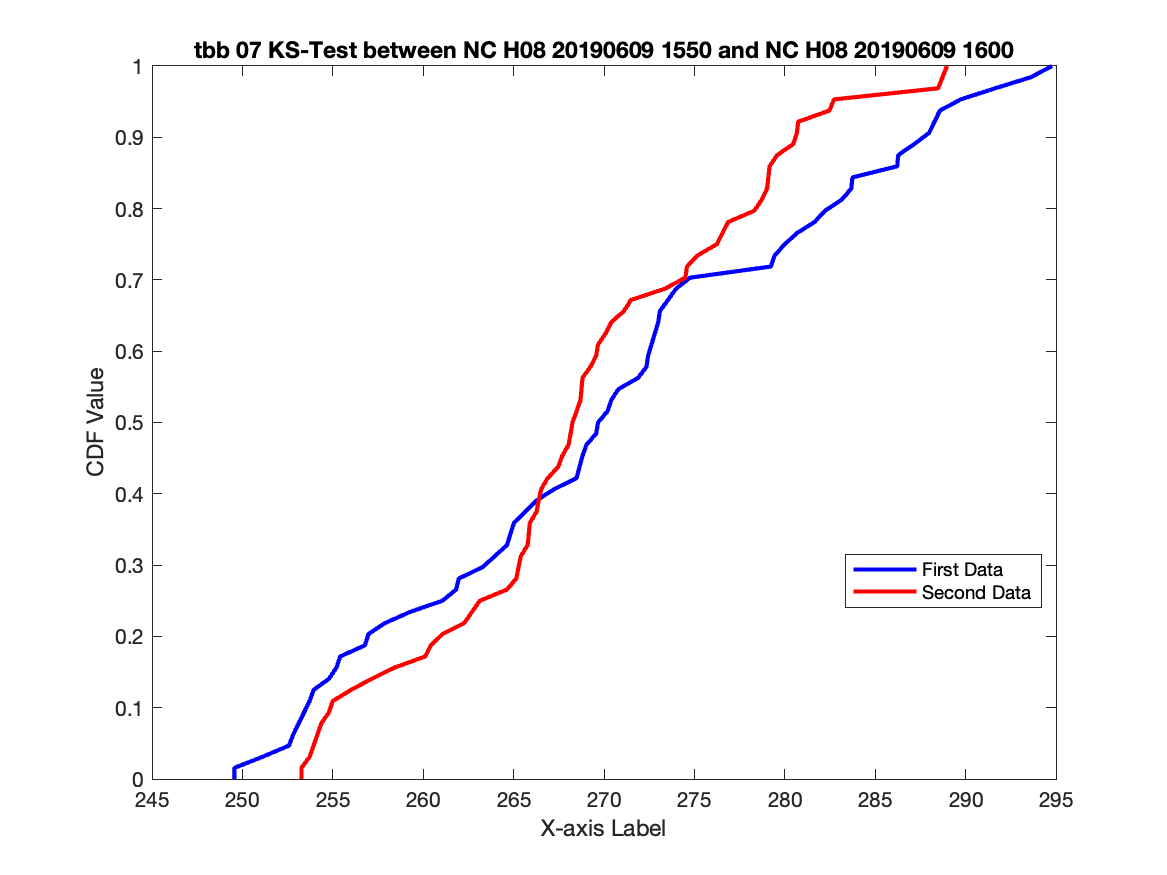 tbb 07 KS-Test between NC H08 20190609 1550 and NC H08 20190609 1600
1
0.9
0.8
0.7
0.6
0.5
0.4
0.3
0.2
0.1
0
CDF Value
First Data
Second Data
245 250 255 260 265 270 275 280 285 290 295
X-axis Label